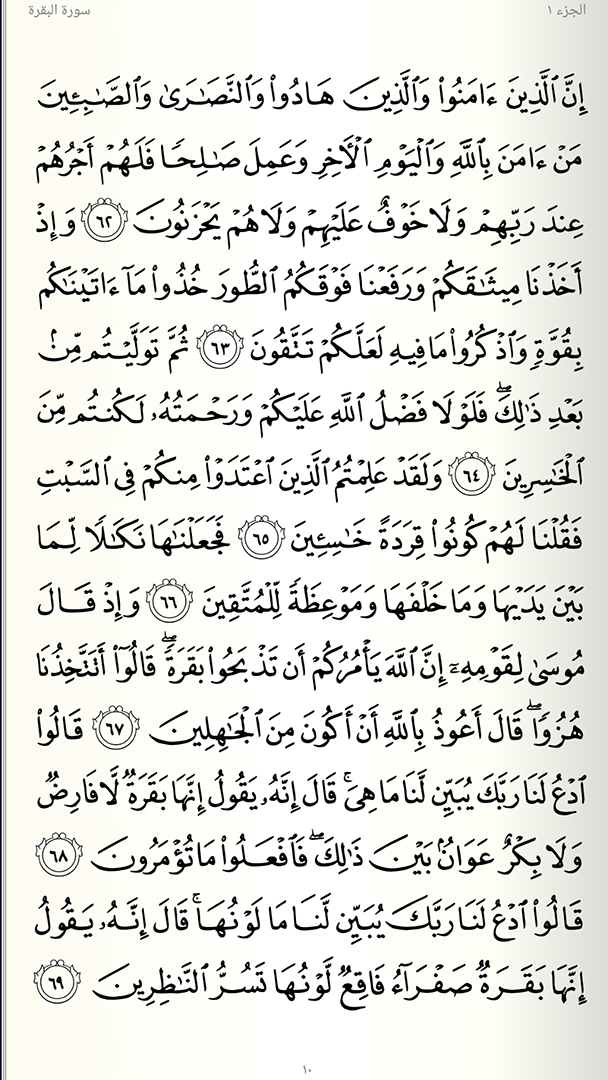 الجزء ١
سورة البقرة
إِنَّ ٱلَّذِينَ ءَامَنُوا۟ وَٱلَّذِينَ هَادُوا۟ وَٱلنَّصَـٰرَىٰ وَٱلصَّـٰبِـِٔينَ
مَنْ ءَامَنَ بِٱللَّهِ وَٱلْيَوْمِ ٱلْـَٔاخِرِ وَعَمِلَ صَـٰلِحًا فَلَهُمْ أَجْرُهُمْ
عِندَ رَبِّهِمْ وَلَا خَوْفٌ عَلَيْهِمْ وَلَا هُمْ يَحْزَنُونَ ٦٢ وَإِذْ
أَخَذْنَا مِيثَـٰقَكُمْ وَرَفَعْنَا فَوْقَكُمُ ٱلطُّورَ خُذُوا۟ مَآ ءَاتَيْنَـٰكُم
بِقُوَّةٍ وَٱذْكُرُوا۟ مَا فِيهِ لَعَلَّكُمْ تَتَّقُونَ ٦٣ ثُمَّ تَوَلَّيْتُم مِّنۢ
بَعْدِ ذَٰلِكَ ۖ فَلَوْلَا فَضْلُ ٱللَّهِ عَلَيْكُمْ وَرَحْمَتُهُۥ لَكُنتُم مِّنَ
ٱلْخَـٰسِرِينَ ٦٤ وَلَقَدْ عَلِمْتُمُ ٱلَّذِينَ ٱعْتَدَوْا۟ مِنكُمْ فِى ٱلسَّبْتِ
فَقُلْنَا لَهُمْ كُونُوا۟ قِرَدَةً خَـٰسِـِٔينَ ٦٥ فَجَعَلْنَـٰهَا نَكَـٰلًا لِّمَا
بَيْنَ يَدَيْهَا وَمَا خَلْفَهَا وَمَوْعِظَةً لِّلْمُتَّقِينَ ٦٦ وَإِذْ قَالَ
مُوسَىٰ لِقَوْمِهِۦٓ إِنَّ ٱللَّهَ يَأْمُرُكُمْ أَن تَذْبَحُوا۟ بَقَرَةً ۖ قَالُوٓا۟ أَتَتَّخِذُنَا
هُزُوًا ۖ قَالَ أَعُوذُ بِٱللَّهِ أَنْ أَكُونَ مِنَ ٱلْجَـٰهِلِينَ ٦٧ قَالُوا۟
ٱدْعُ لَنَا رَبَّكَ يُبَيِّن لَّنَا مَا هِىَ ۚ قَالَ إِنَّهُۥ يَقُولُ إِنَّهَا بَقَرَةٌ لَّا فَارِضٌ
وَلَا بِكْرٌ عَوَانٌۢ بَيْنَ ذَٰلِكَ ۖ فَٱفْعَلُوا۟ مَا تُؤْمَرُونَ ٦٨
قَالُوا۟ ٱدْعُ لَنَا رَبَّكَ يُبَيِّن لَّنَا مَا لَوْنُهَا ۚ قَالَ إِنَّهُۥ يَقُولُ
إِنَّهَا بَقَرَةٌ صَفْرَآءُ فَاقِعٌ لَّوْنُهَا تَسُرُّ ٱلنَّـٰظِرِينَ ٦٩
١٠